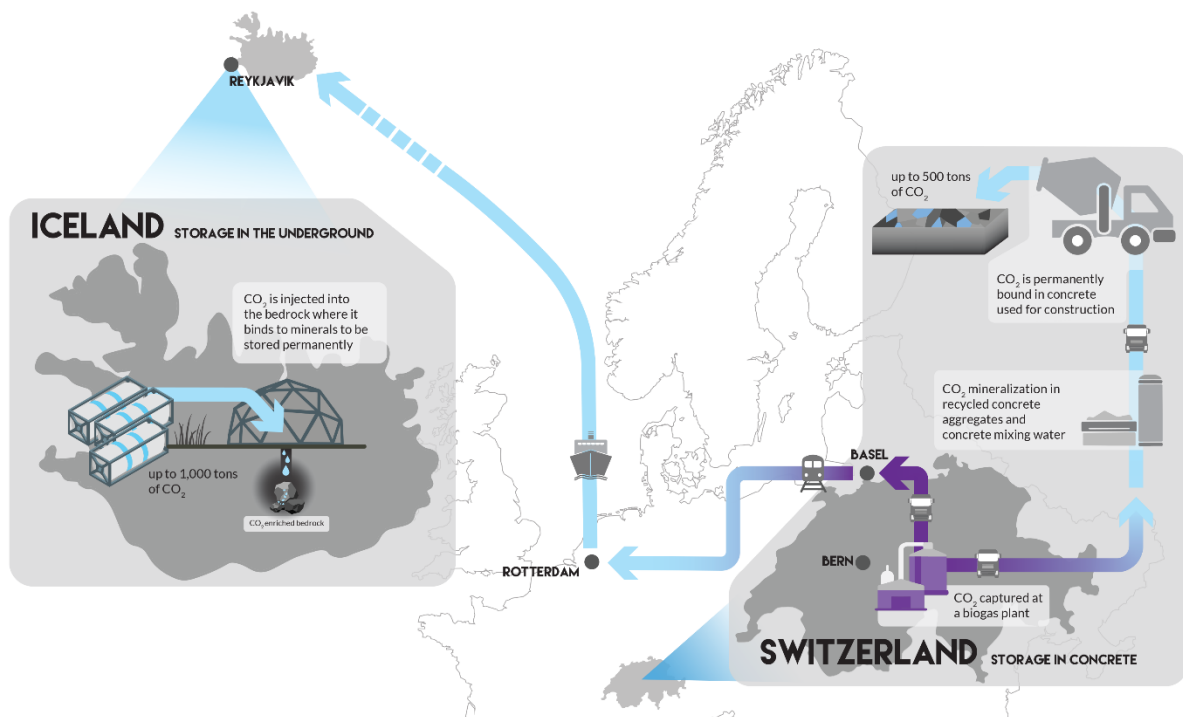 REYKJAVIK
ICELAND STORAGE IN THE UNDERGROUND
CO₂ is injected into
the bedrock where it
binds to minerals to be
stored permanently
up to 1,000 tons
of CO₂
CO₂ enriched bedrock
ROTTERDAM
up to 500 tons
of CO₂
CO₂ is permanently
bound in concrete
used for construction
CO₂ mineralization in
recycled concrete
aggregates and
concrete mixing water
BASEL
BERN
CO₂ captured at
a biogas plant
SWITZERLAND STORAGE IN CONCRETE